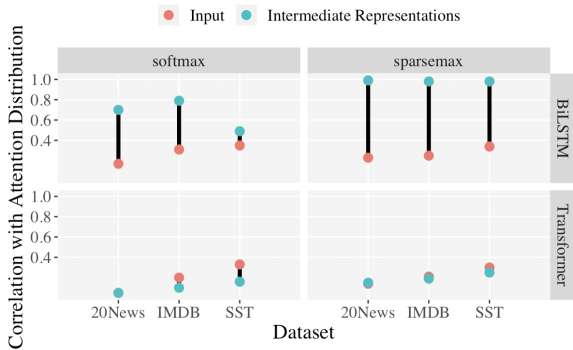 Input Intermediate Representations
softmax sparsemax
Correlation with Attention Distribution
1.0
0.8
0.6
0.4
BiLSTM
1.0
0.8
0.6
0.4
Transformer
20News IMDB SST 20News IMDB SST
Dataset